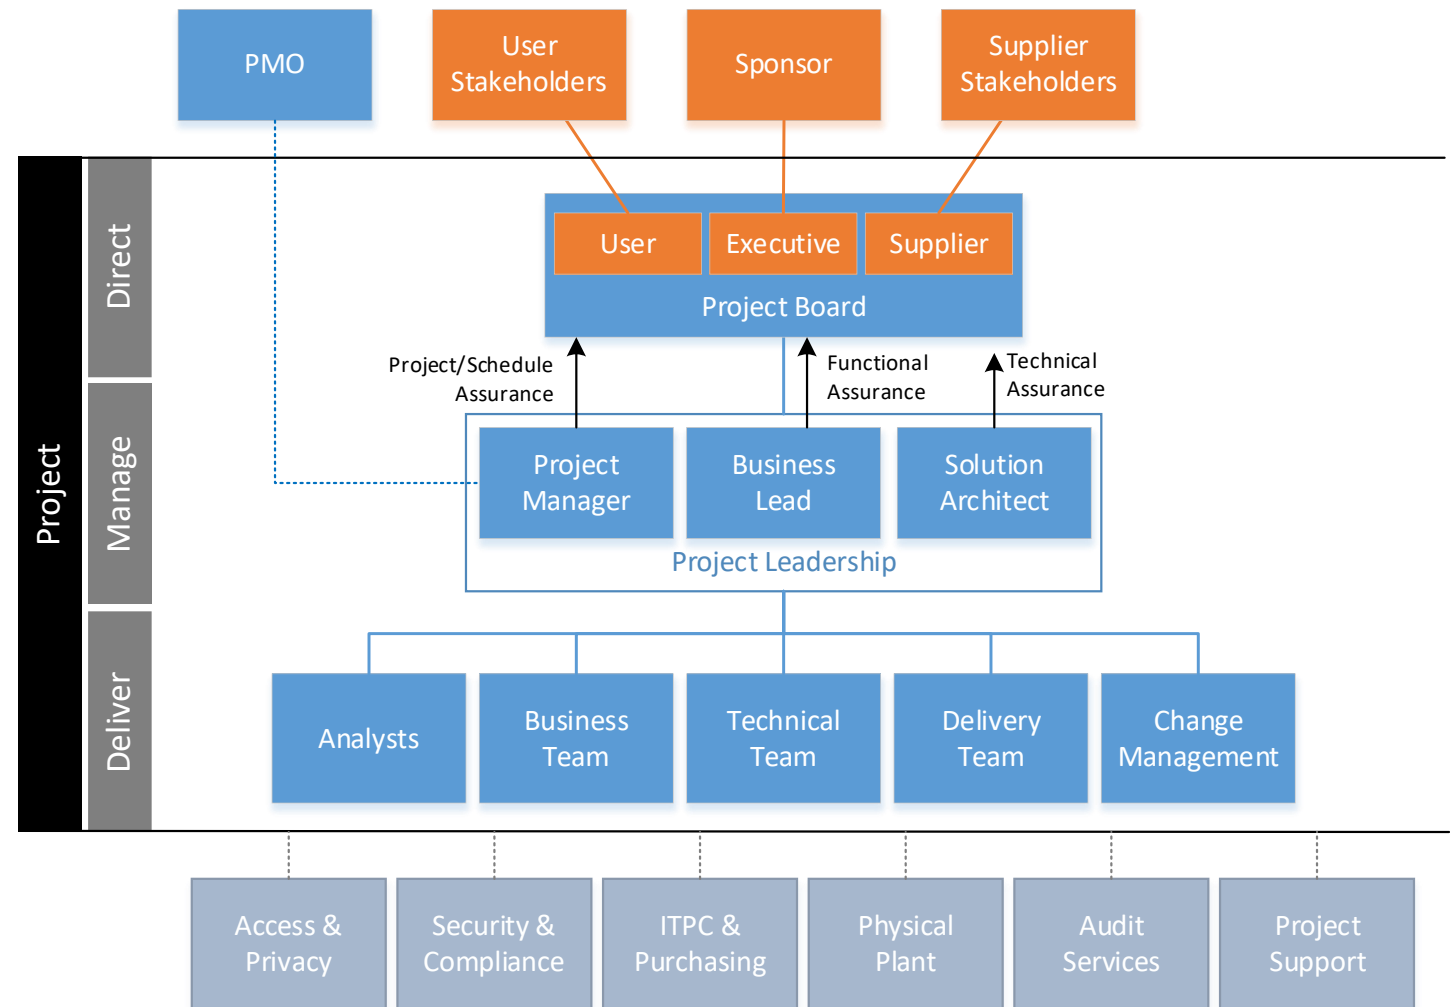 PMO
User
Stakeholders
Sponsor
Supplier
Stakeholders
Project
Direct
User
Executive
Supplier
Project Board
Project/Schedule
Assurance
Functional
Assurance
Technical
Assurance
Manage
Project
Manager
Business
Lead
Solution
Architect
Project Leadership
Deliver
Analysts
Business
Team
Technical
Team
Delivery
Team
Change
Management
Access &
Privacy
Security &
Compliance
ITPC &
Purchasing
Physical
Plant
Audit
Services
Project
Support